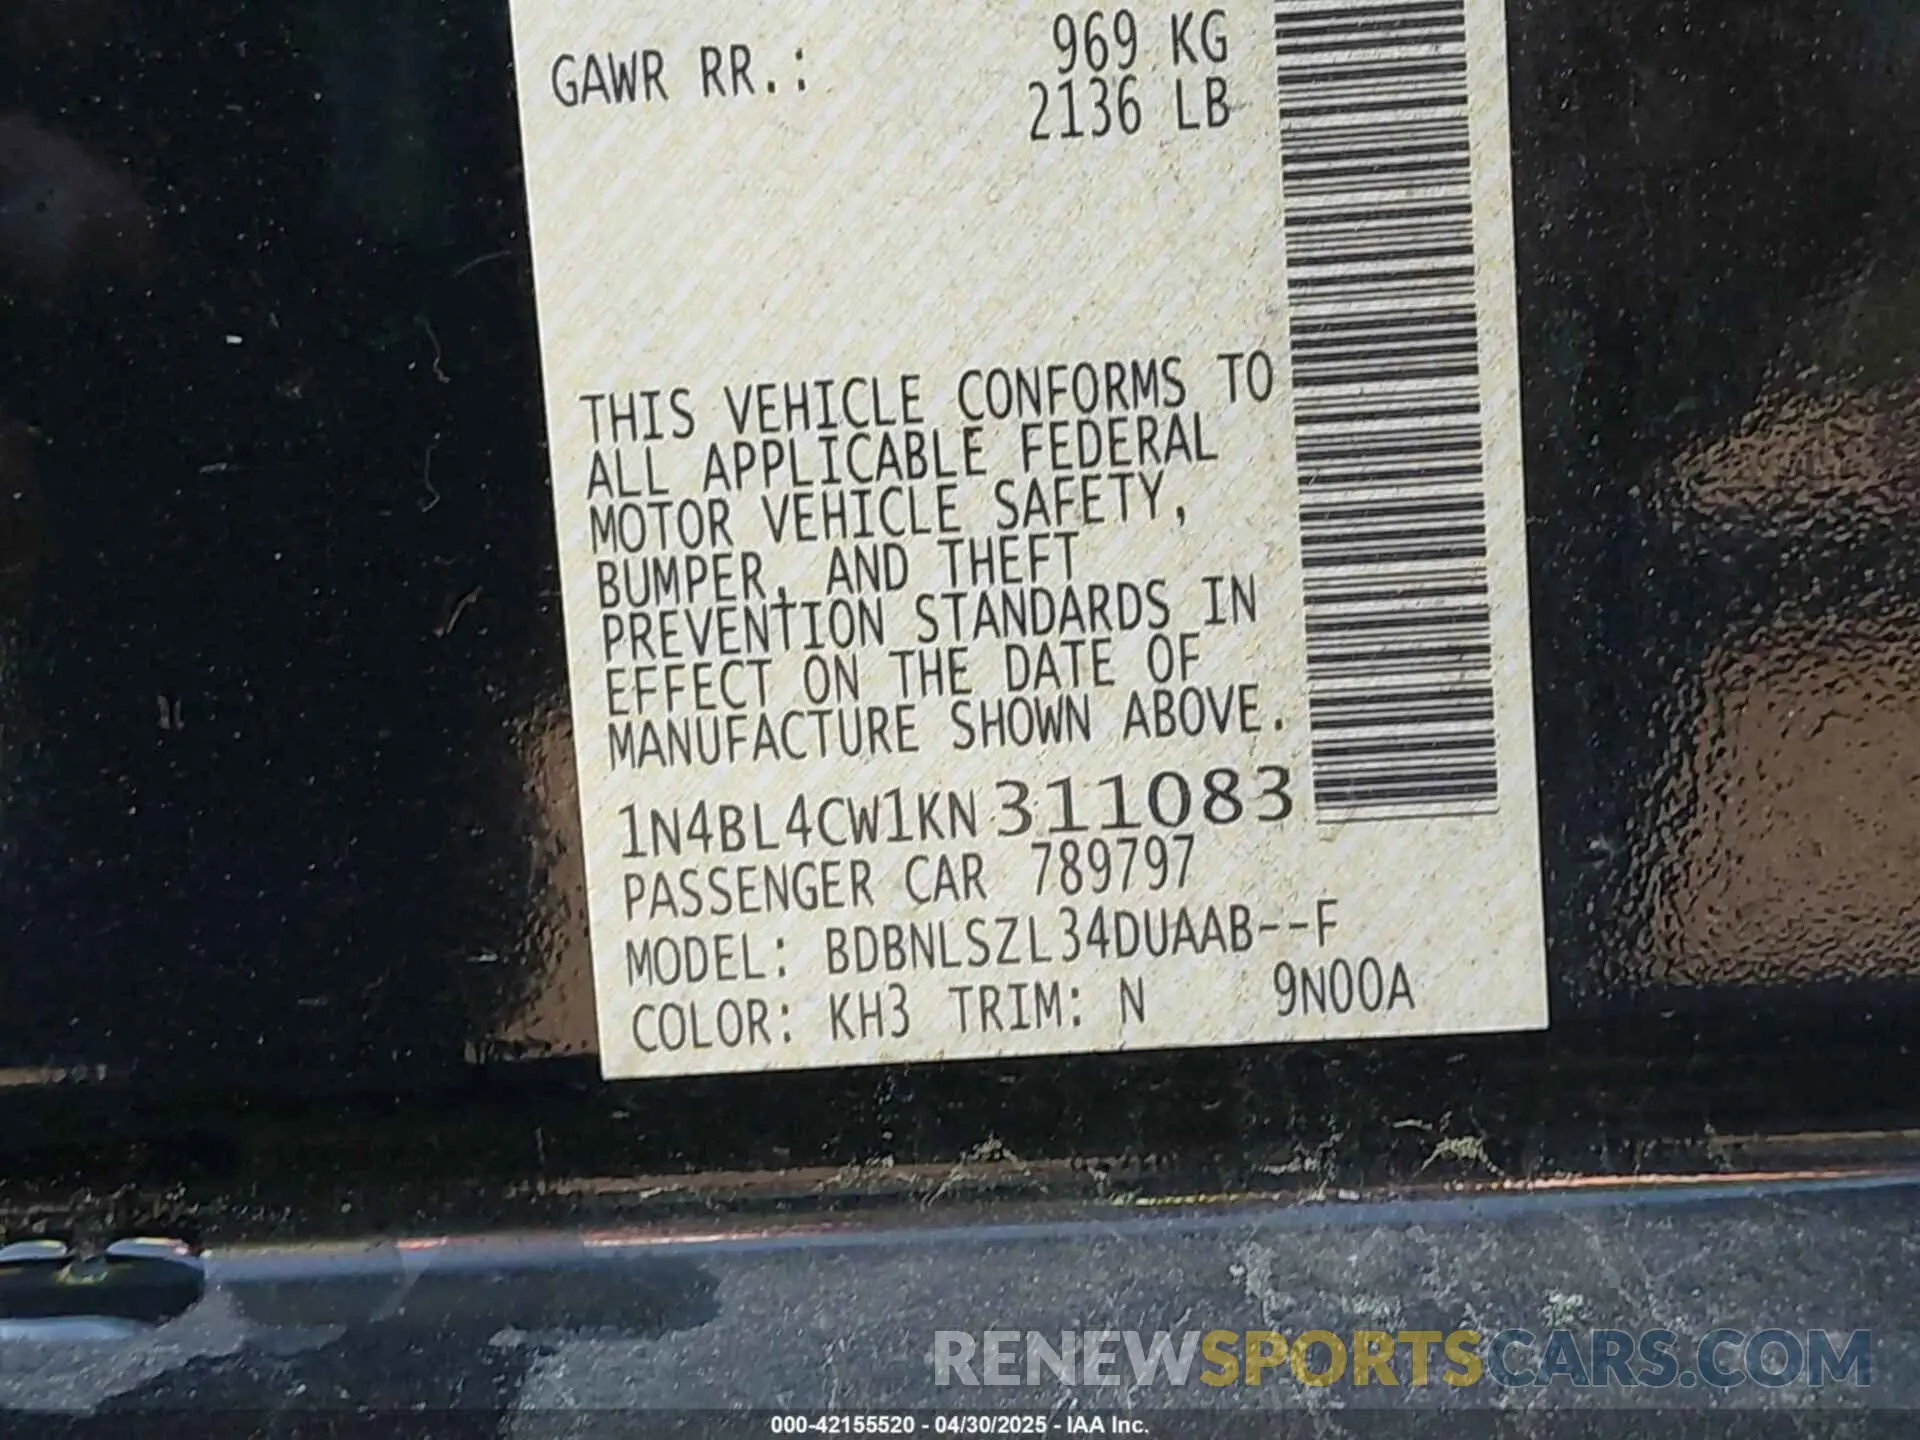 GAWR RR.: 969 KG
2136 LB
THIS VEHICLE CONFORMS TO
ALL APPLICABLE FEDERAL
MOTOR VEHICLE SAFETY,
BUMPER, AND THEFT
PREVENTION STANDARDS IN
EFFECT ON THE DATE OF
MANUFACTURE SHOWN ABOVE.
1N4BL4CW1KN311083
PASSENGER CAR 789797
MODEL: BDBNLSZL34DUAAB--F
COLOR: KH3 TRIM: N 9N00A
RENEWSPORTSCARS.COM
000-42155520 - 04/30/2025 - IAA Inc.